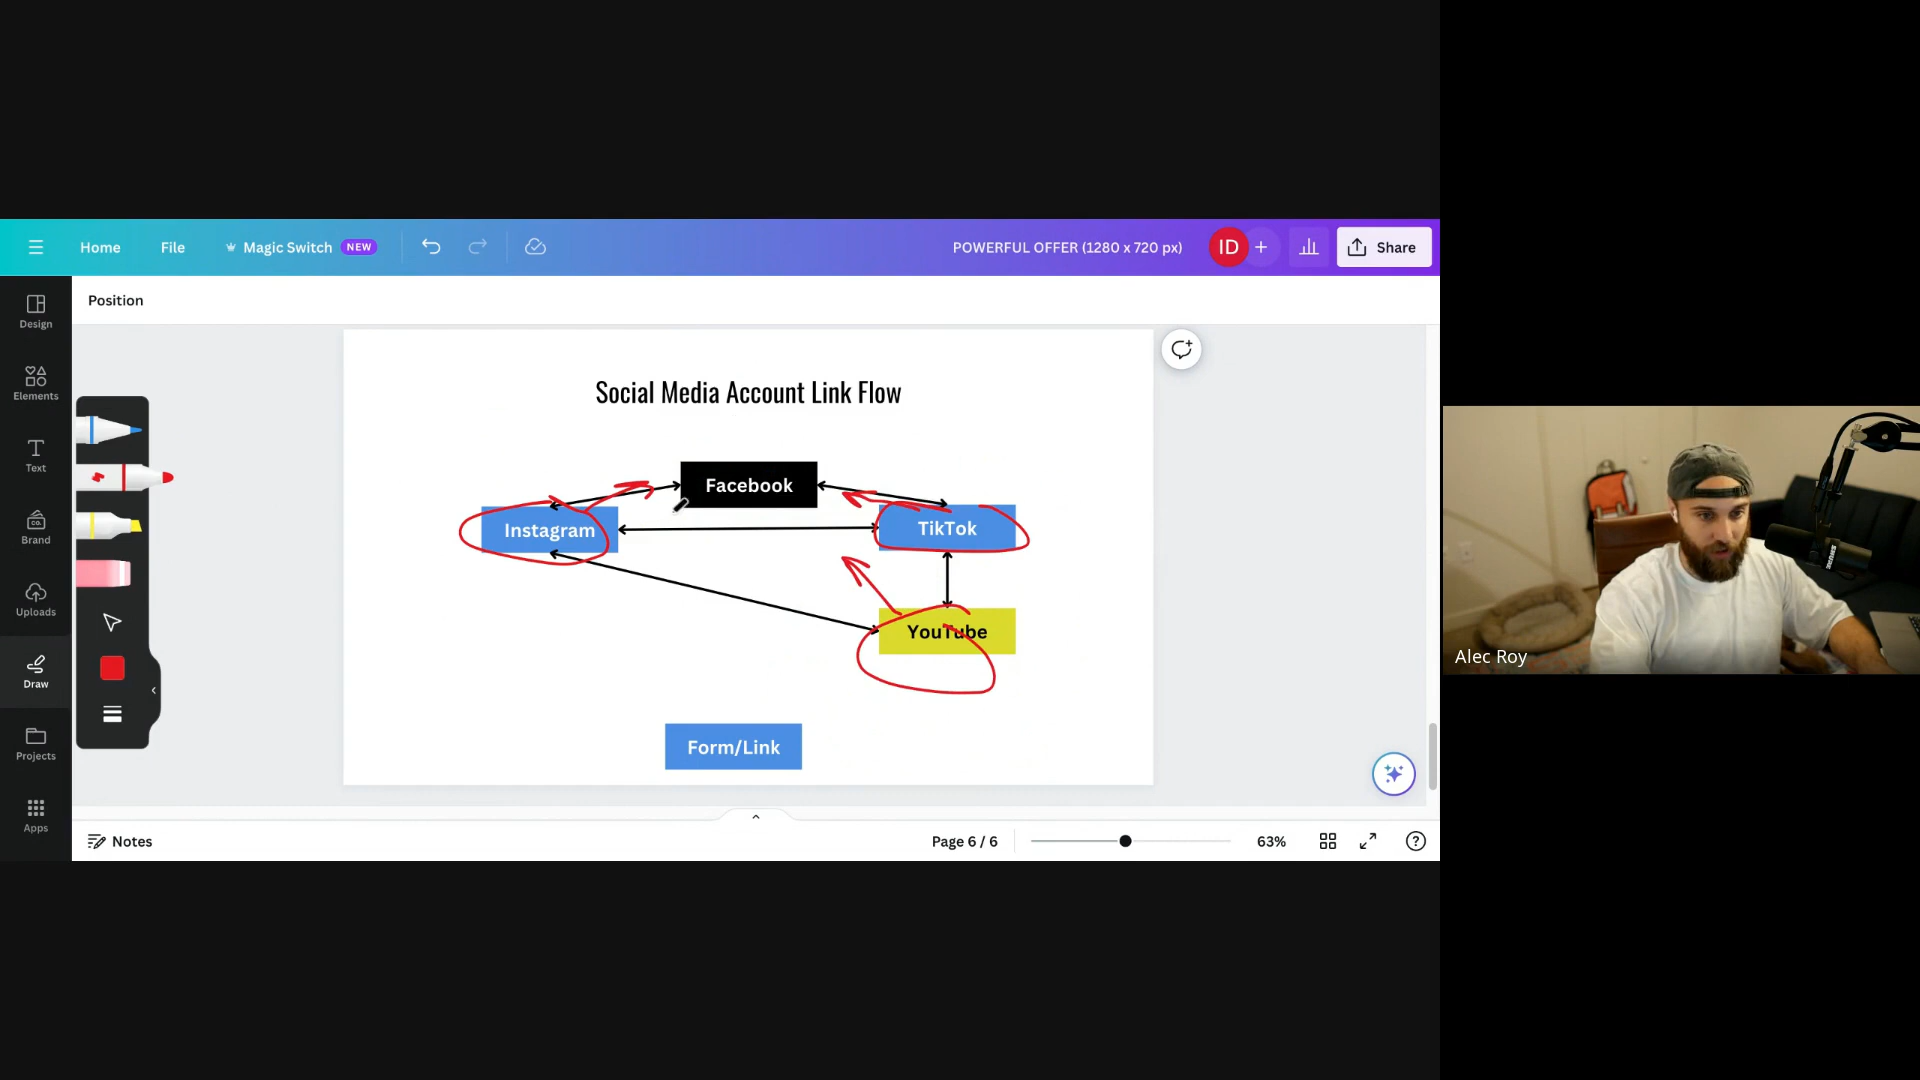 Home File Magic Switch NEW POWERFUL OFFER (1280 x 720 px) ID + Share
Position
Design
Elements
Text
Brand
CO.
Uploads
Draw
Projects
Apps
Social Media Account Link Flow
Facebook
Instagram
TikTok
YouTube
Form/Link
Notes Page 6 / 6 63% ?
Alec Roy
SHURE